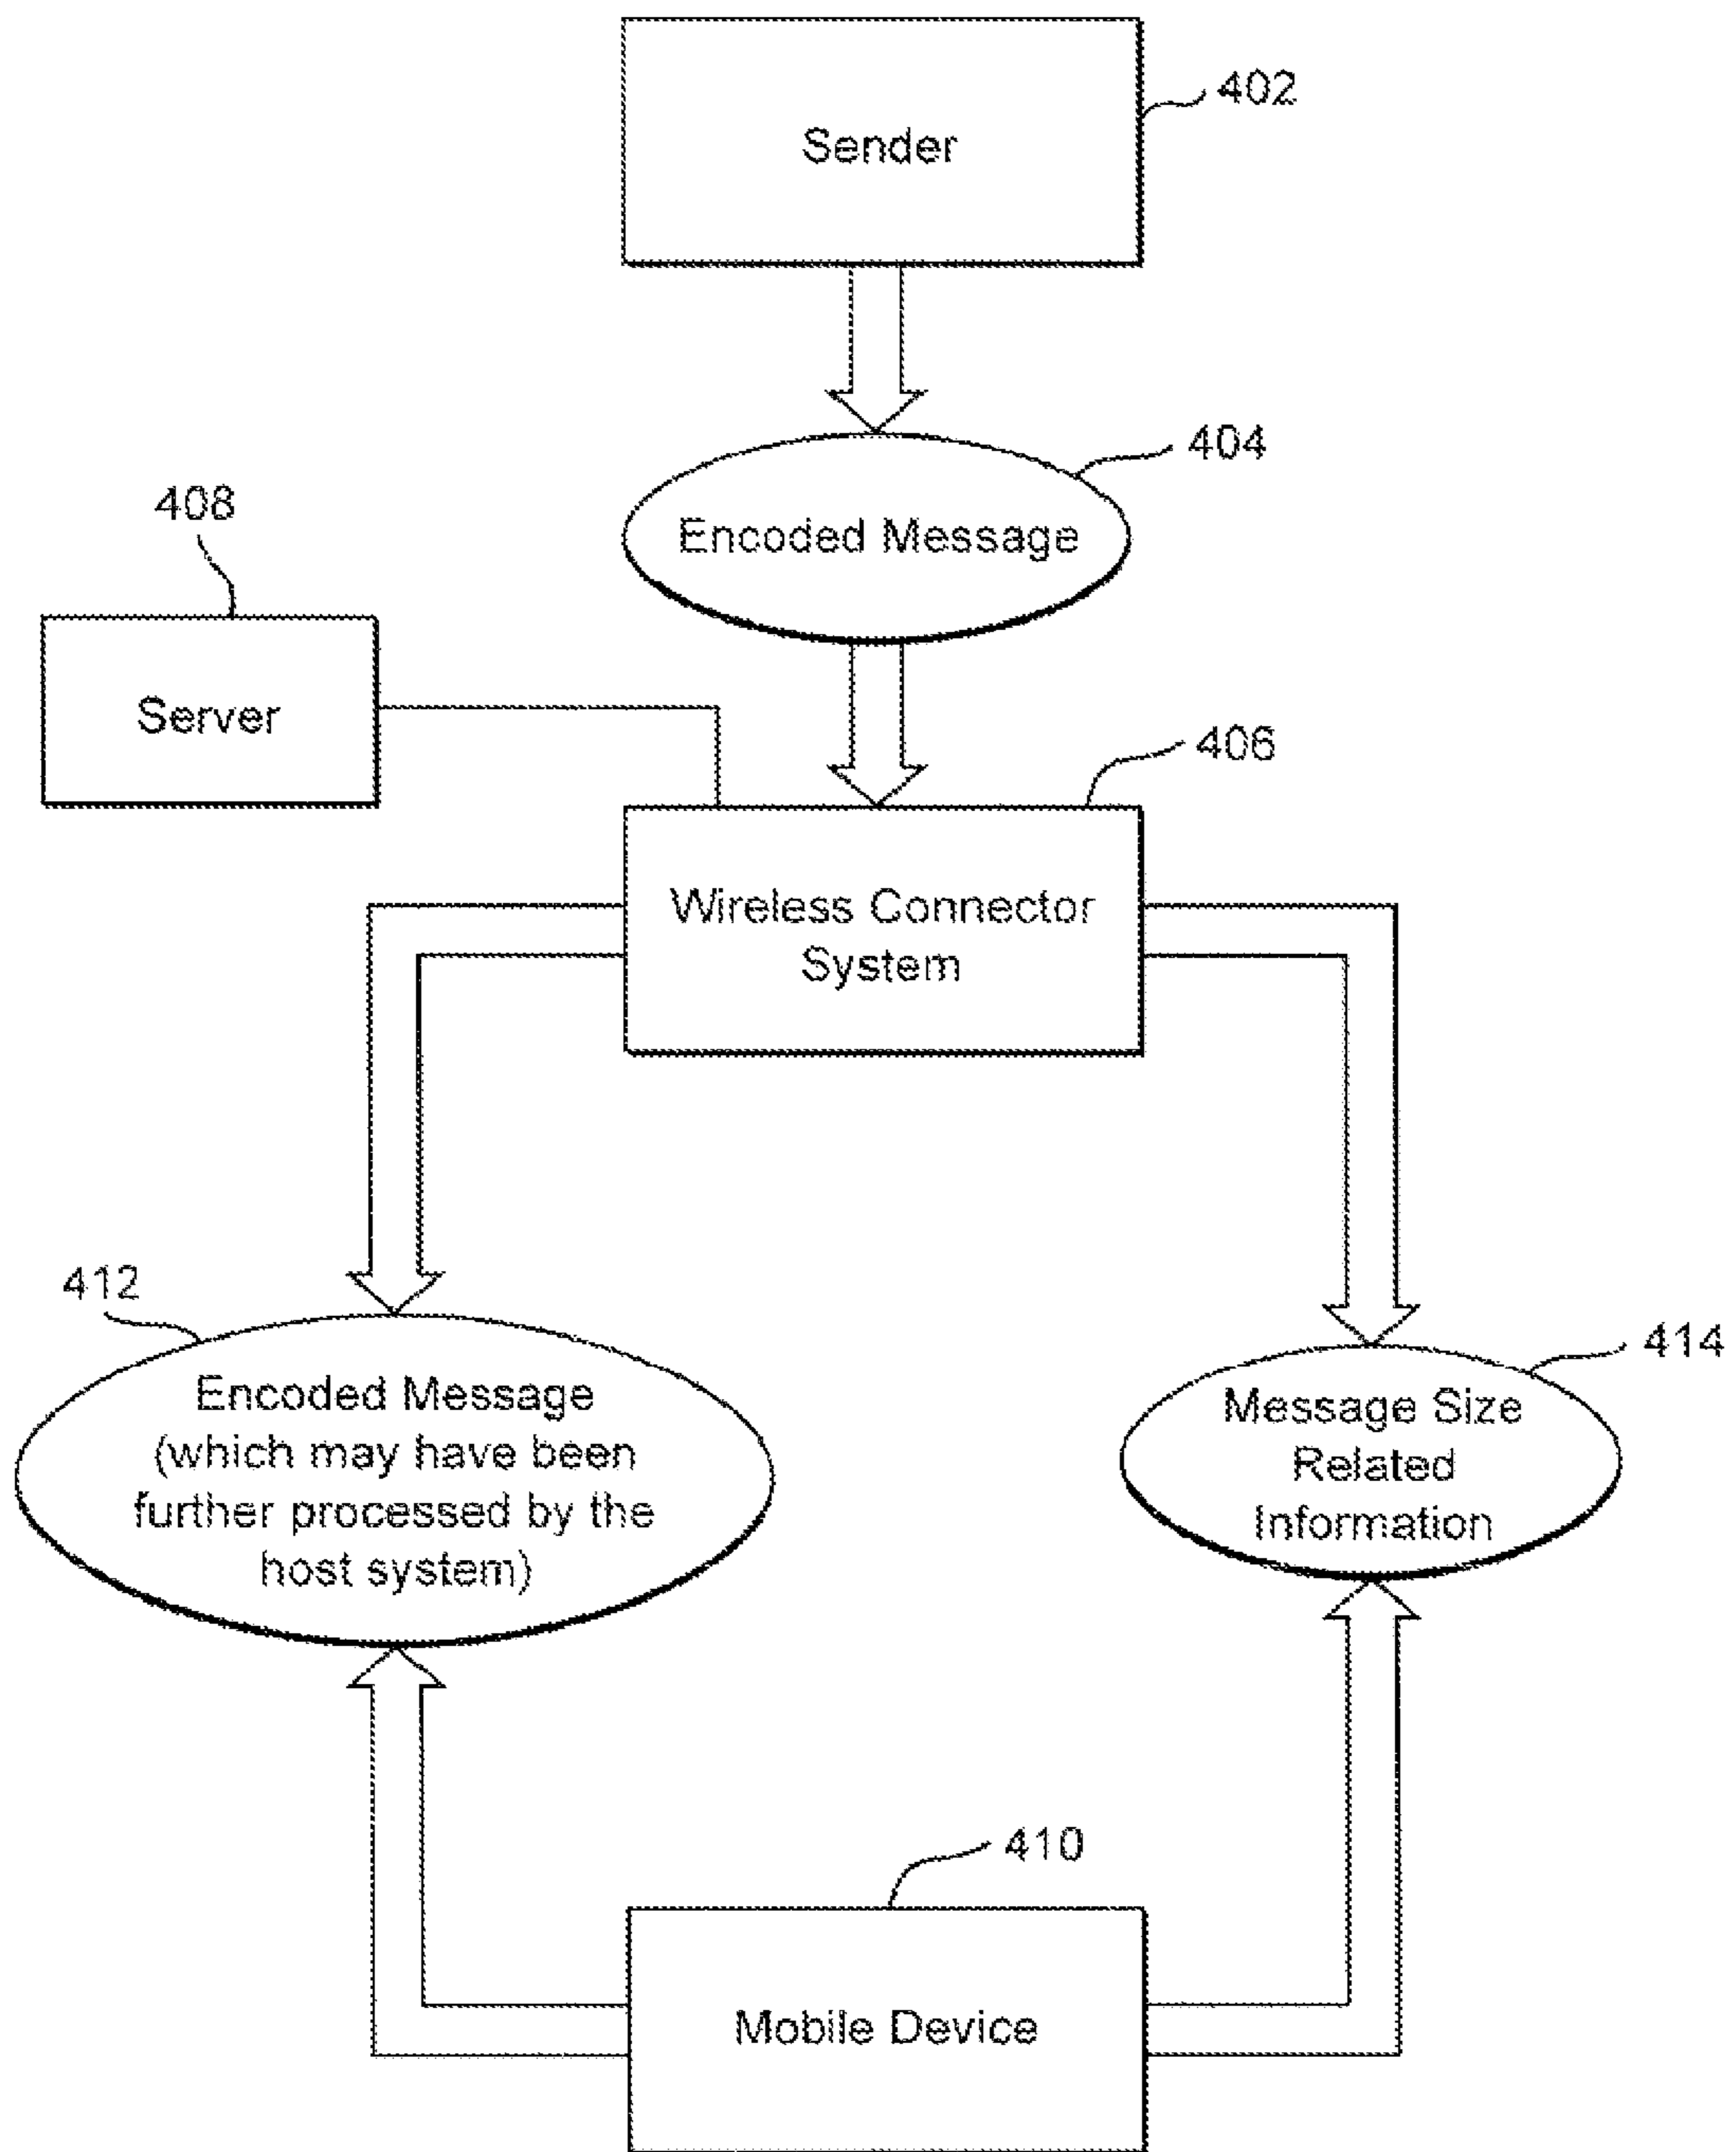 402
Sender
404
Encoded Message
408
Server
406
Wireless Connector
System
412
Encoded Message
(which may have been
further processed by the
host system)
414
Message Size
Related
Information
410
Mobile Device